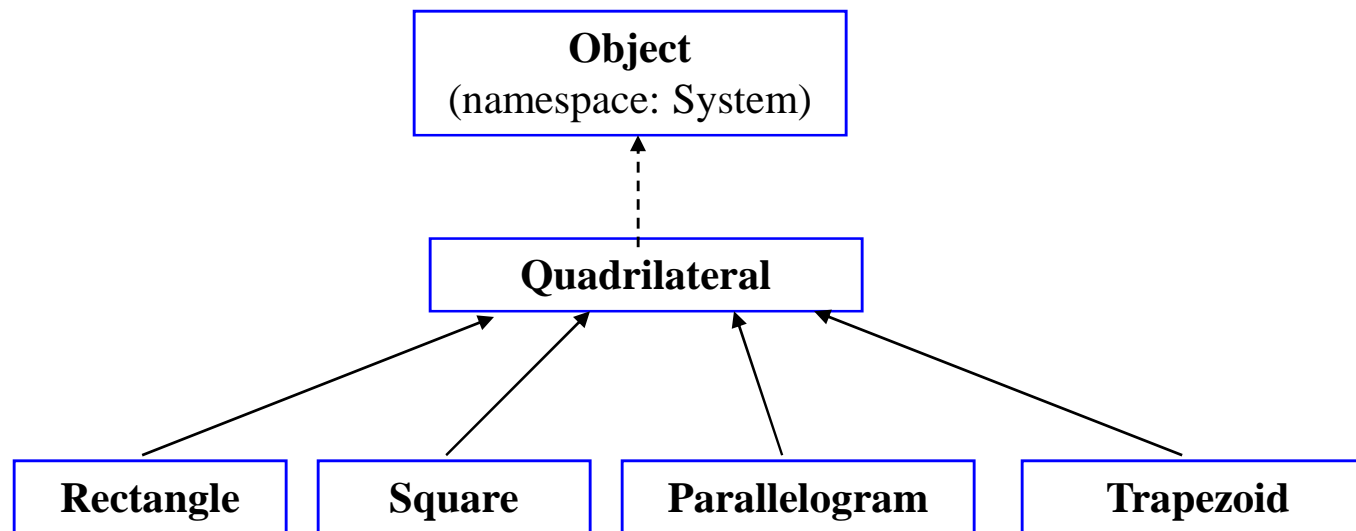 Object
(namespace: System)
Quadrilateral
Rectangle
Square
Parallelogram
Trapezoid